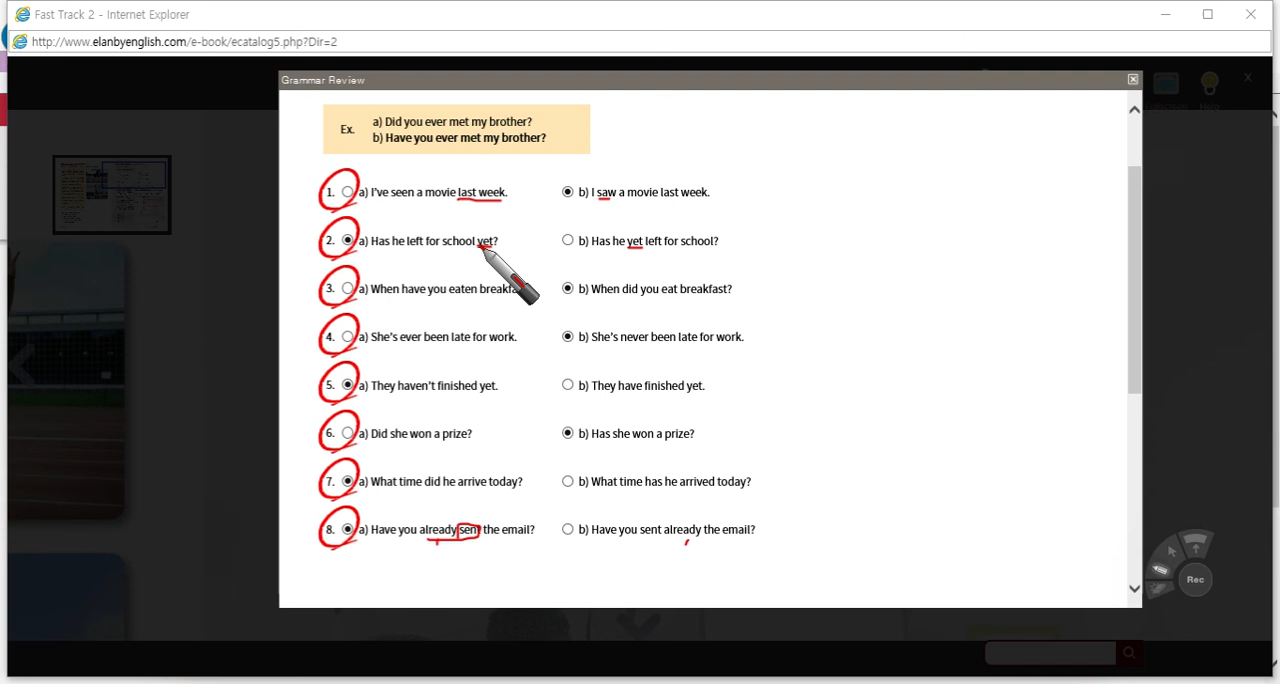 Fast Track 2 - Internet Explorer
http://www.elanbyenglish.com/e-book/ecatalog5.php?Dir=2
Grammar Review
Ex. a) Did you ever met my brother?
b) Have you ever met my brother?
1. a) I've seen a movie last week. b) I saw a movie last week.
2. a) Has he left for school yet? b) Has he yet left for school?
3. a) When have you eaten b) When did you eat breakfast?
4. a) She's ever been late for work. b) She's never been late for work.
5. a) They haven't finished yet. b) They have finished yet.
6. a) Did she won a prize? b) Has she won a prize?
7. a) What time did he arrive today? b) What time has he arrived today?
8. a) Have you already sent the email? b) Have you sent already the email?
Rec